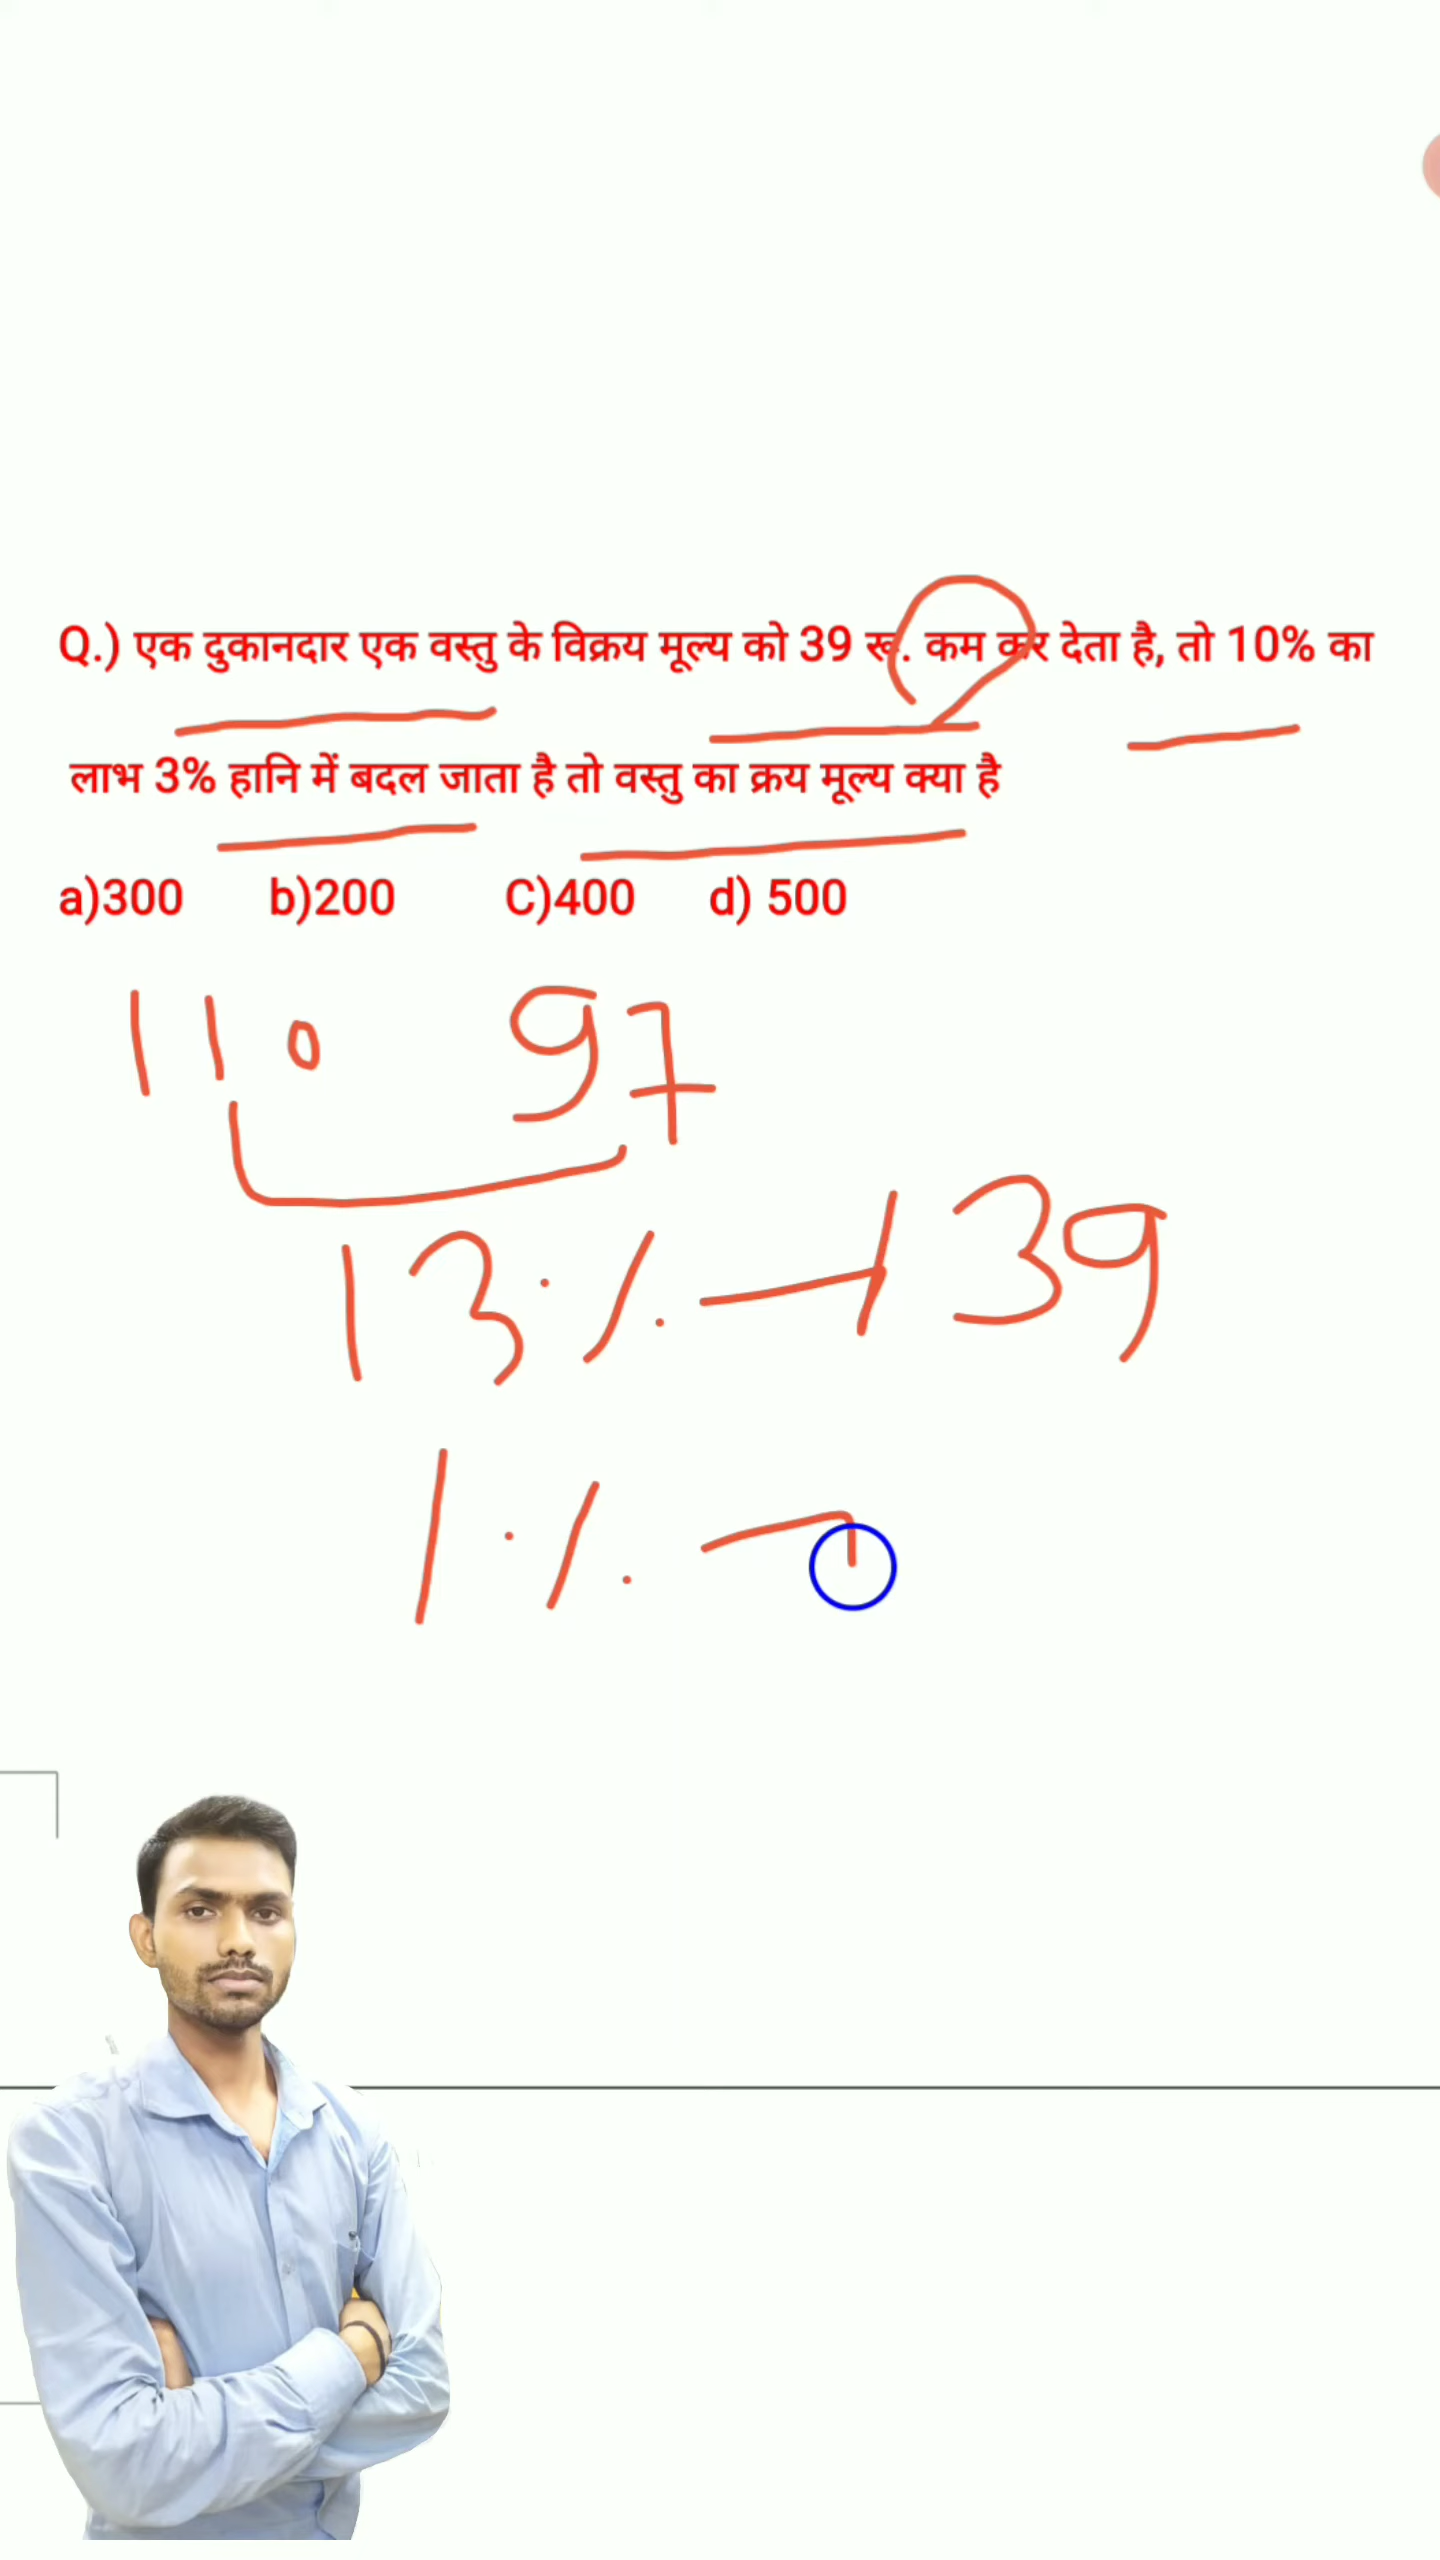 Q.) एक दुकानदार एक वस्तु के विक्रय मूल्य को 39 रू. कम कर देता है, तो 10% का
लाभ 3% हानि में बदल जाता है तो वस्तु का क्रय मूल्य क्या है
a)300 b)200 C)400 d) 500
110 97
13% 39
1%